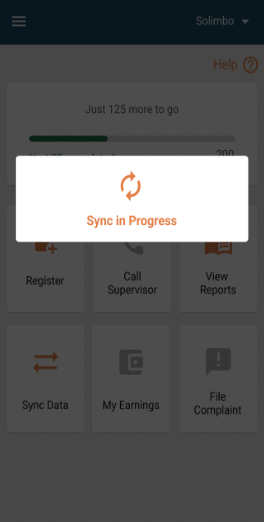 Solimbo
Help
Just 125 more to go
200
Sync in Progress
Register
Call
Supervisor
View
Reports
Sync Data
My Earnings
File
Complaint